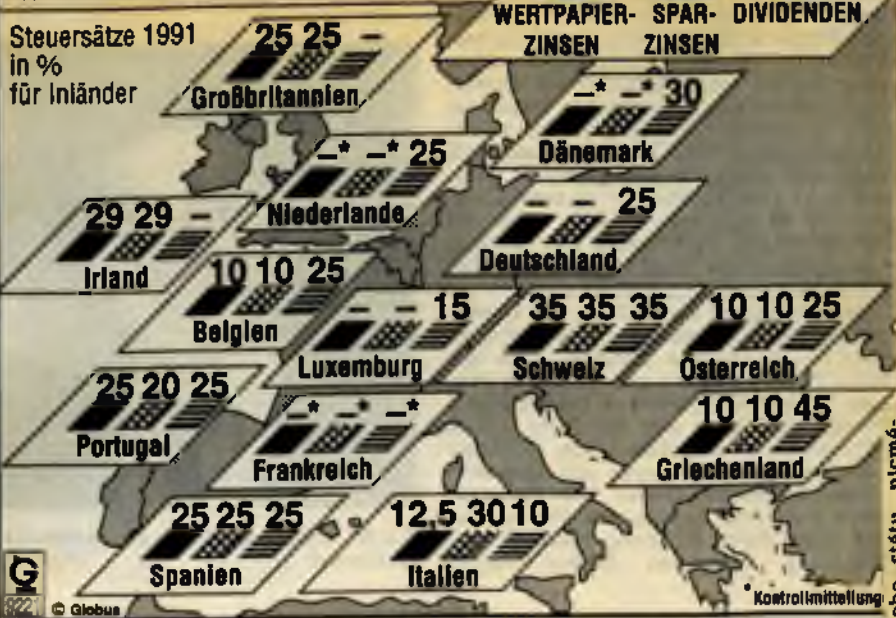 WERTPAPIER- SPAR- DIVIDENDEN
ZINSEN ZINSEN
Steuersätze 1991
in %
für Inländer
25 25 –
Großbritannien
–* –* 30
Dänemark
–* –* 25
Niederlande
– – 25
Deutschland
29 29 –
Irland
10 10 25
Belgien
– – 15
Luxemburg
35 35 35
Schweiz
10 10 25
Österreich
25 20 25
Portugal
–* –* –*
Frankreich
10 10 45
Griechenland
25 25 25
Spanien
12,5 30 10
Italien
* Kontrollmitteilung
G
© Globus